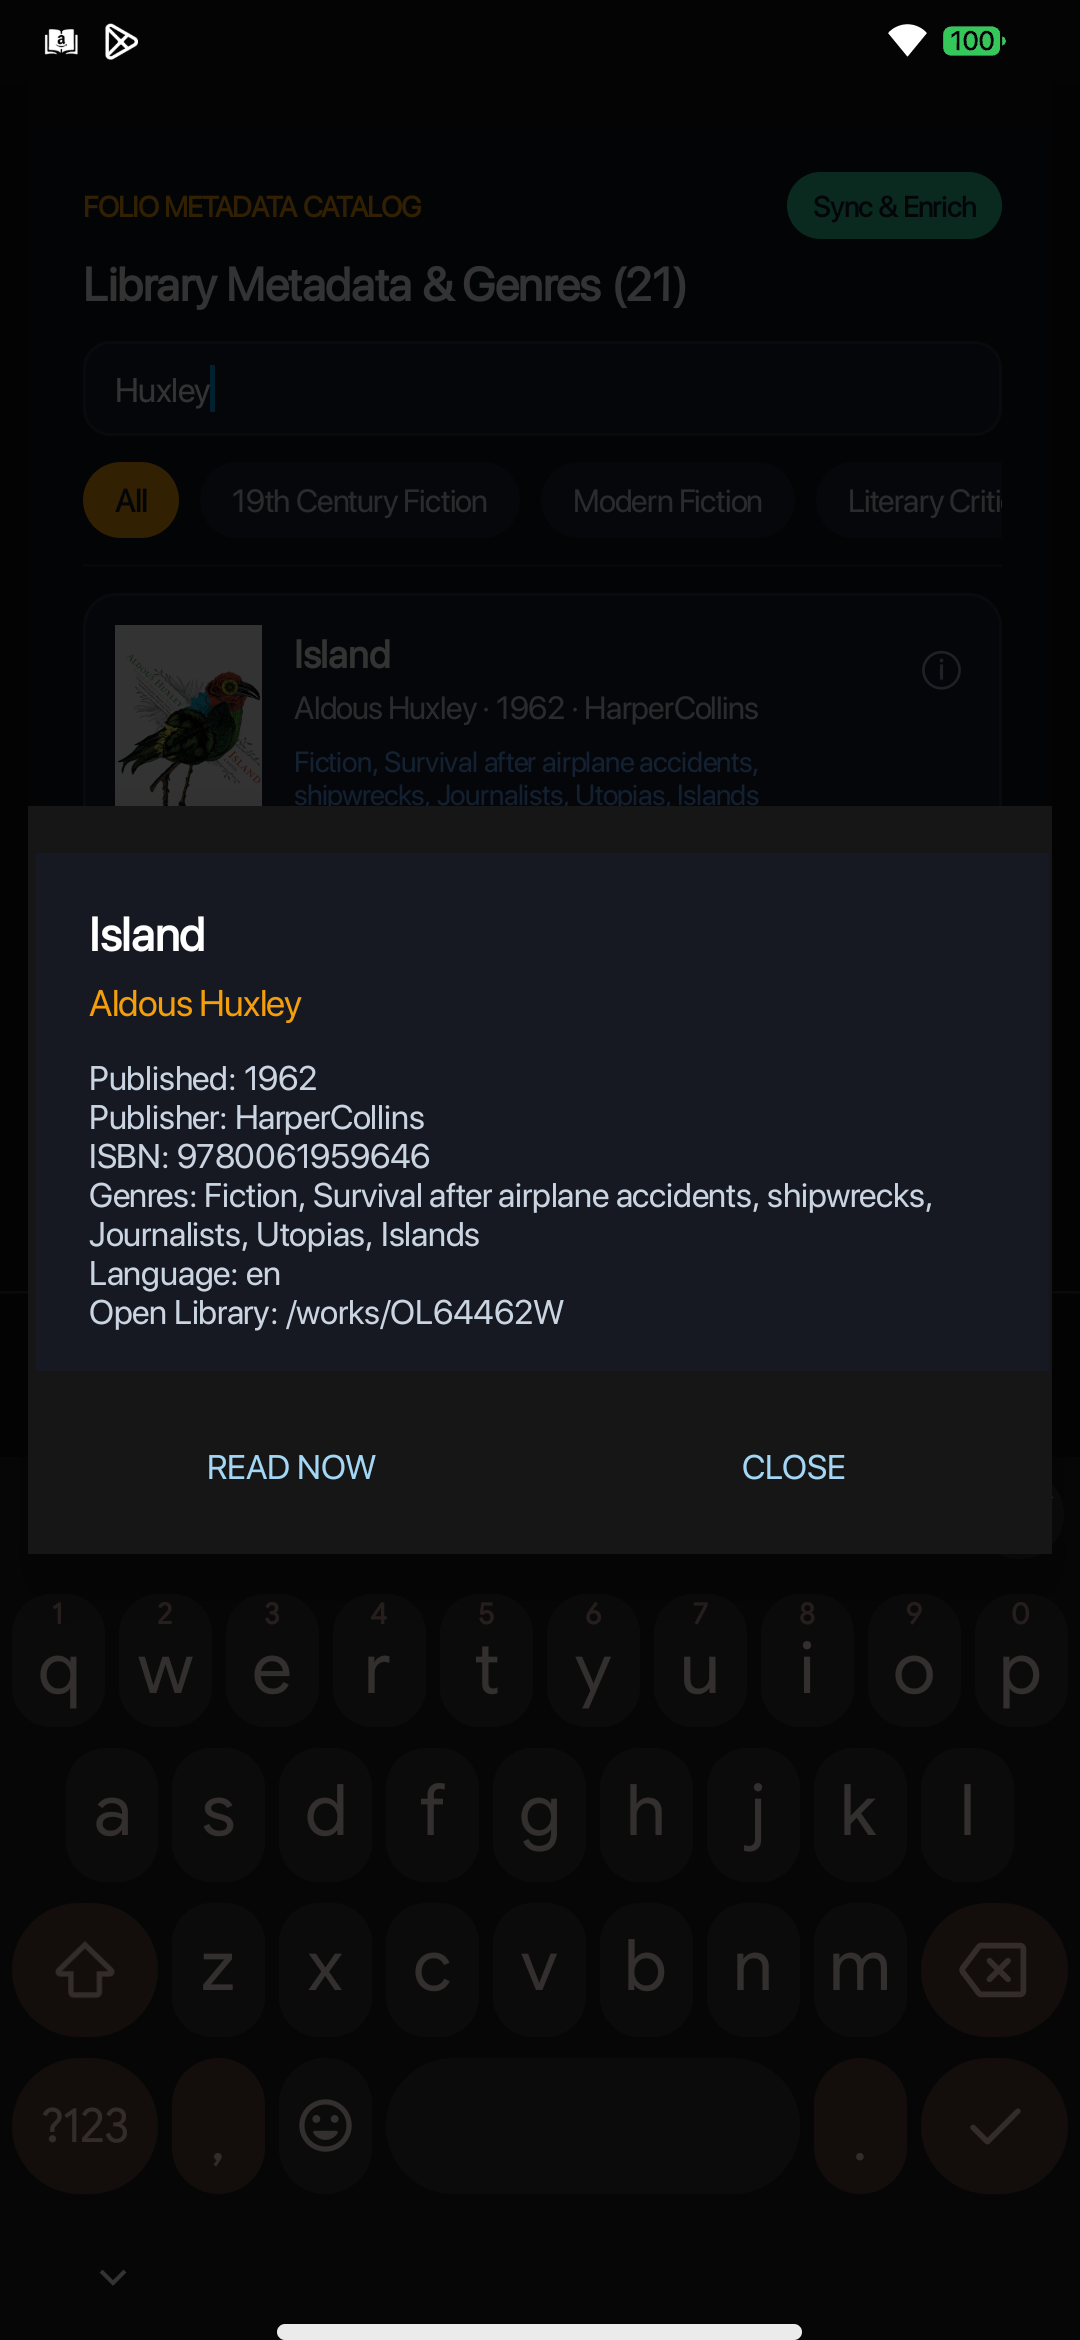 100
FOLIO METADATA CATALOG
Sync & Enrich
Library Metadata & Genres (21)
Huxley
All
19th Century Fiction
Modern Fiction
Literary Criti
ALDOUS HUXLEY
ISLAND
Island
Aldous Huxley · 1962 · HarperCollins
Fiction, Survival after airplane accidents,
shipwrecks, Journalists, Utopias, Islands
Island
Aldous Huxley
Published: 1962
Publisher: HarperCollins
ISBN: 9780061959646
Genres: Fiction, Survival after airplane accidents, shipwrecks,
Journalists, Utopias, Islands
Language: en
Open Library: /works/OL64462W
READ NOW
CLOSE
1 2 3 4 5 6 7 8 9 0
q w e r t y u i o p
a s d f g h j k l
z x c v b n m
?123 , .